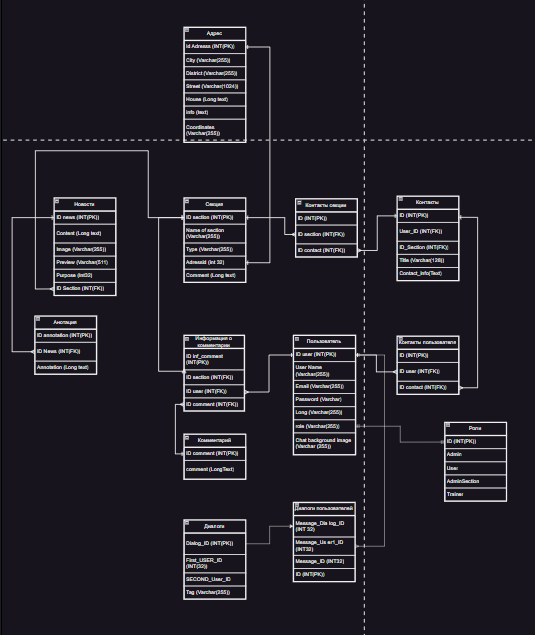 Адрес
Id Adresss (INT(PK))
City (Varchar(255))
District (Varchar(255))
Street (Varchar(1024))
House (Long text)
Info (text)
Coordinates
(Varchar(255))
Новости
ID news (INT(PK))
Content (Long text)
Image (Varchar(255))
Preview (Varchar(511)
Purpose (Int32)
ID Section (INT(FK))
Секция
ID section (INT(PK))
Name of section
(Varchar(255))
Type (Varchar(255))
Adressid (Int 32)
Comment (Long text)
Контакты секции
ID (INT(PK))
ID section (INT(FK))
ID contact (INT(FK))
Контакты
ID (INT(PK))
User_ID (INT(FK))
ID_Section (INT(FK))
Title (Varchar(128))
Contact_Info(Text)
Анотация
ID annotation (INT(PK))
ID News (INT(FK))
Annotation (Long text)
Информация о
комментарии
ID inf_comment
(INT(PK))
ID section (INT(FK))
ID user (INT(FK))
ID comment (INT(FK))
Пользователь
ID user (INT(PK))
User Name
(Varchar(255))
Email (Varchar(255))
Password (Varchar)
Long (Varchar(255))
role (Varchar(255))
Chat background image
(Varchar (255))
Контакты пользователя
ID (INT(PK))
ID user (INT(FK))
ID contact (INT(FK))
Комментарий
ID comment (INT(PK))
comment (LongText)
Роли
ID (INT(PK))
Admin
User
AdminSection
Trainer
Диалоги
Dialog_ID (INT(PK))
First_USER_ID
(INT(32))
SECOND_User_ID
Tag (Varchar(255))
Диалоги пользователей
Message_Dia log_ID
(INT 32)
Message_Us er1_ID
(INT32)
Message_ID (INT32)
ID (INT(PK))